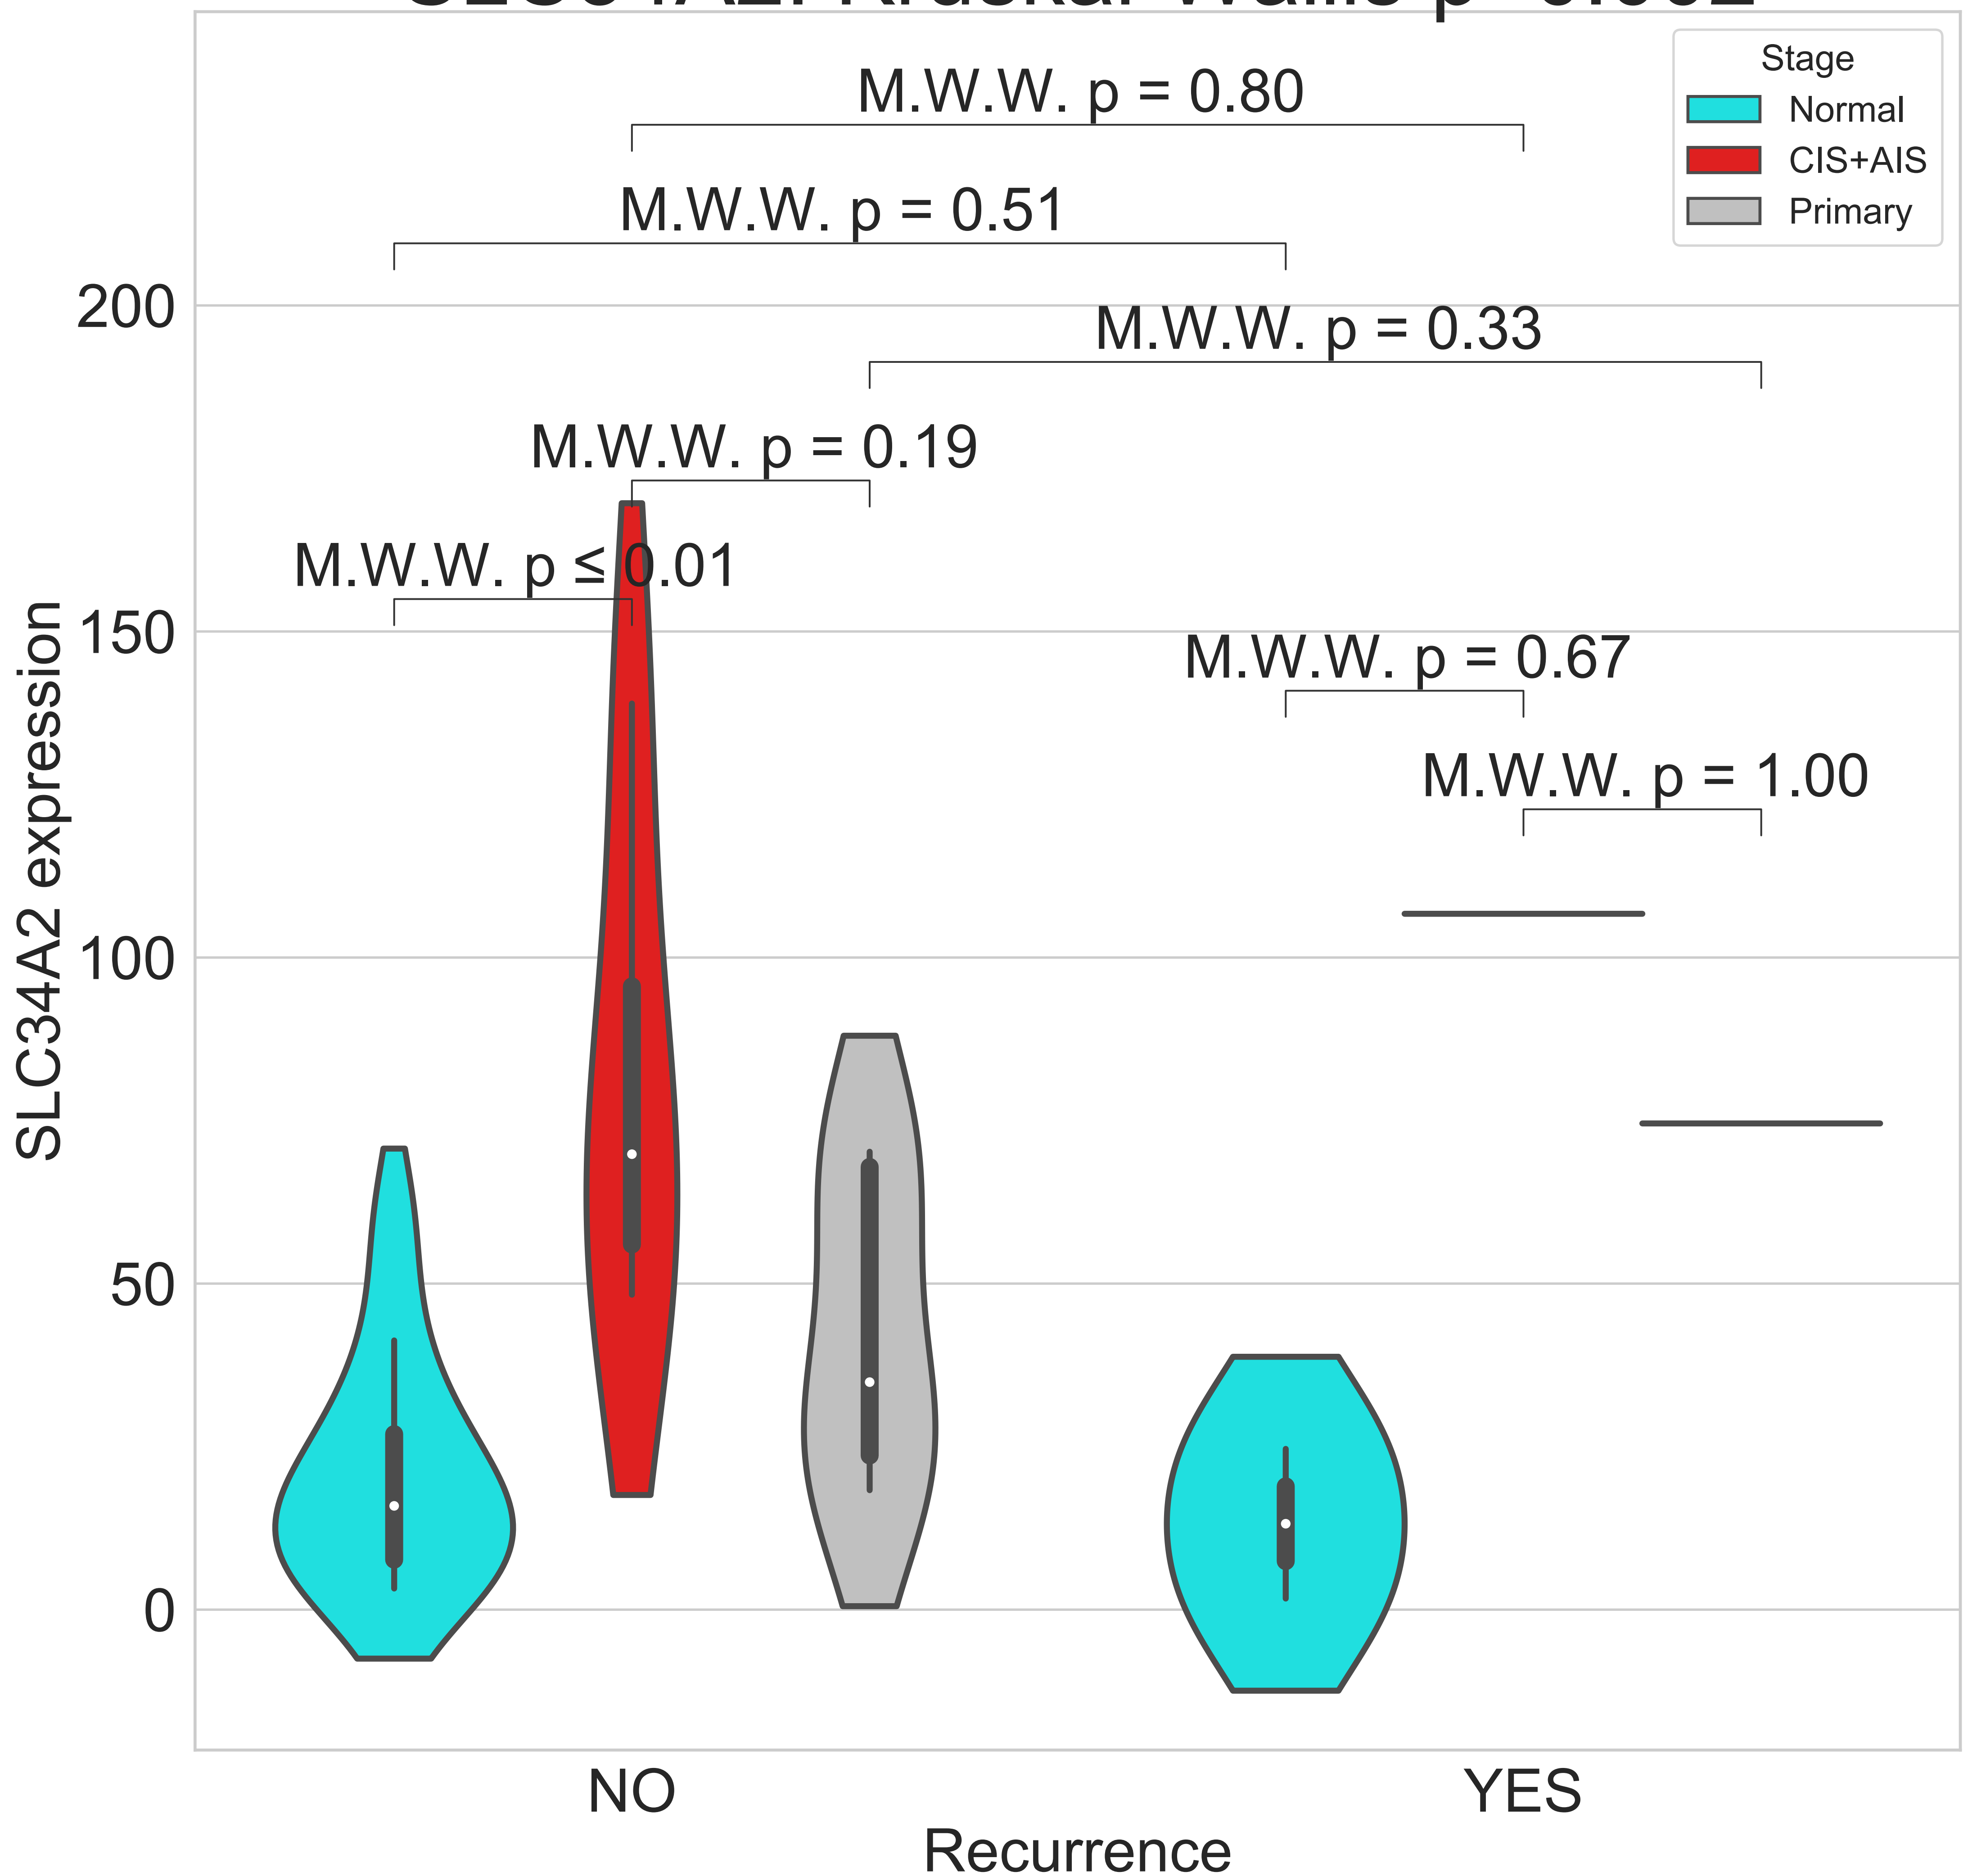 Stage
Normal
CIS+AIS
Primary
M.W.W. p = 0.80
M.W.W. p = 0.51
M.W.W. p = 0.33
M.W.W. p = 0.19
M.W.W. p ≤ 0.01
M.W.W. p = 0.67
M.W.W. p = 1.00
SLC34A2 expression
200
150
100
50
0
NO
YES
Recurrence